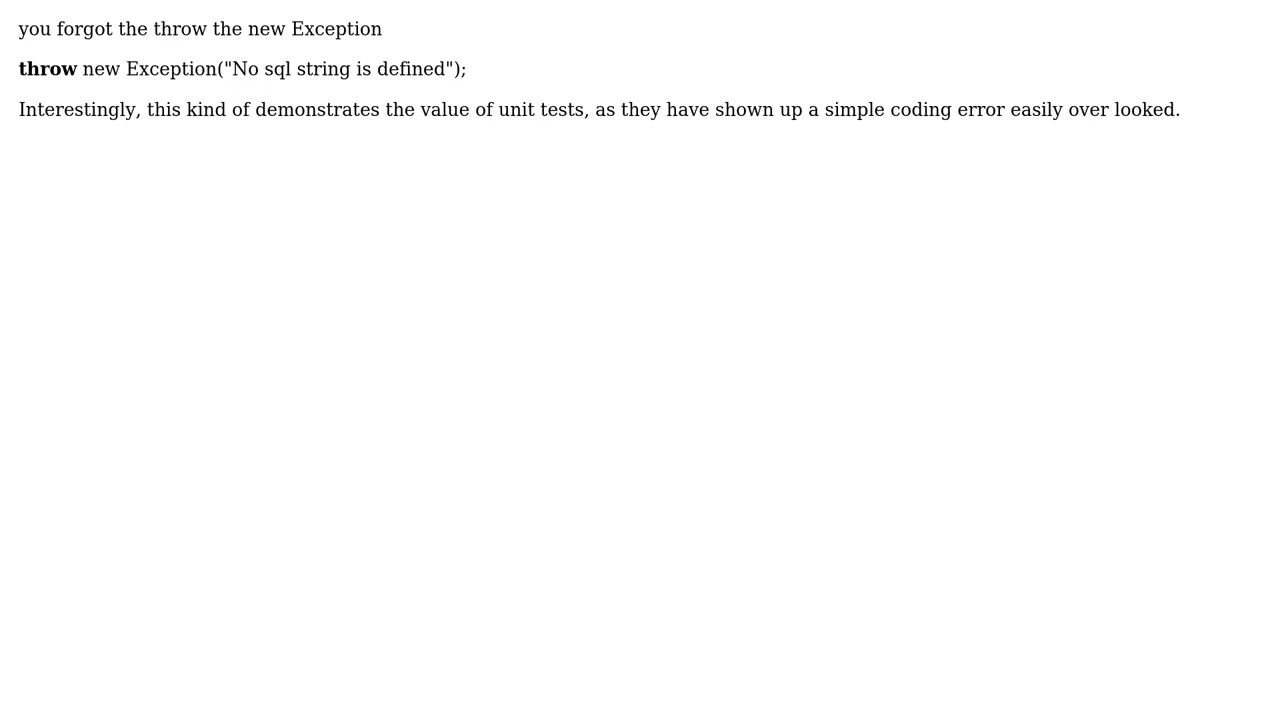 you forgot the throw the new Exception
throw new Exception("No sql string is defined");
Interestingly, this kind of demonstrates the value of unit tests, as they have shown up a simple coding error easily over looked.